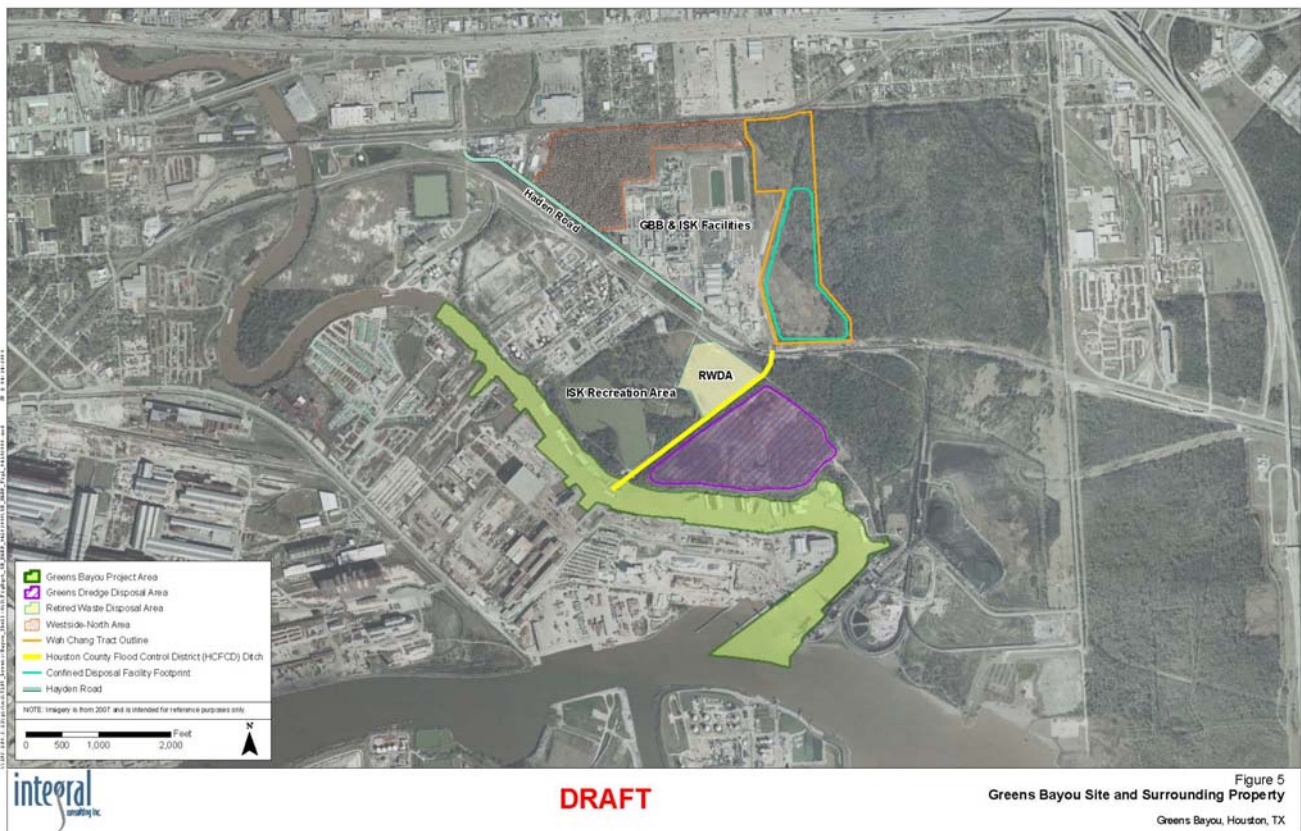 Haden Road
GBB & ISK Facilities
RWDA
ISK Recreation Area
Greens Bayou Project Area
Greens Dredge Disposal Area
Retired Waste Disposal Area
Westside-North Area
Wah Chang Tract Outline
Houston County Flood Control District (HCFCD) Ditch
Confined Disposal Facility Footprint
Hayden Road
NOTE: Imagery is from 2007 and is intended for reference purposes only.
N
Feet
0 500 1,000 2,000
integral
consulting inc.
DRAFT
Figure 5
Greens Bayou Site and Surrounding Property
Greens Bayou, Houston, TX